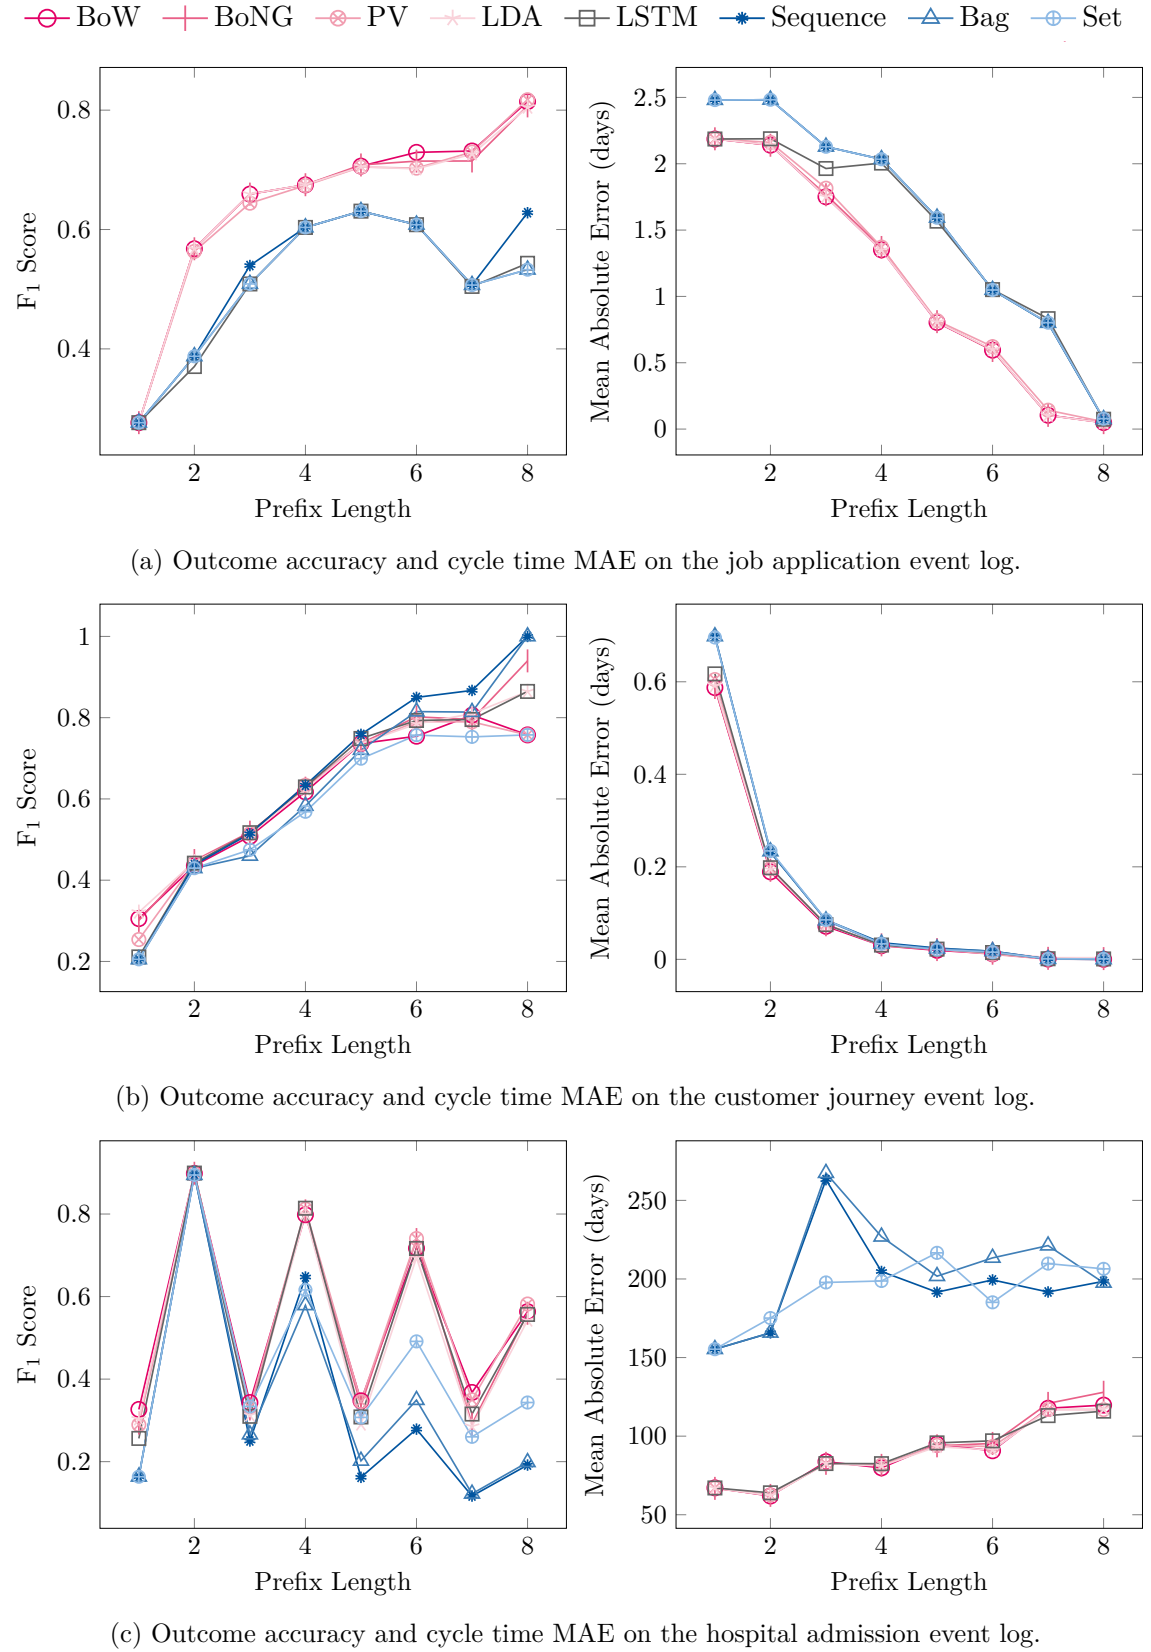 BoW BoNG PV LDA LSTM Sequence Bag Set
F1 Score
0.8
0.6
0.4
2 4 6 8
Prefix Length
Mean Absolute Error (days)
2.5
2
1.5
1
0.5
0
2 4 6 8
Prefix Length
(a) Outcome accuracy and cycle time MAE on the job application event log.
F1 Score
1
0.8
0.6
0.4
0.2
2 4 6 8
Prefix Length
Mean Absolute Error (days)
0.6
0.4
0.2
0
2 4 6 8
Prefix Length
(b) Outcome accuracy and cycle time MAE on the customer journey event log.
F1 Score
0.8
0.6
0.4
0.2
2 4 6 8
Prefix Length
Mean Absolute Error (days)
250
200
150
100
50
2 4 6 8
Prefix Length
(c) Outcome accuracy and cycle time MAE on the hospital admission event log.